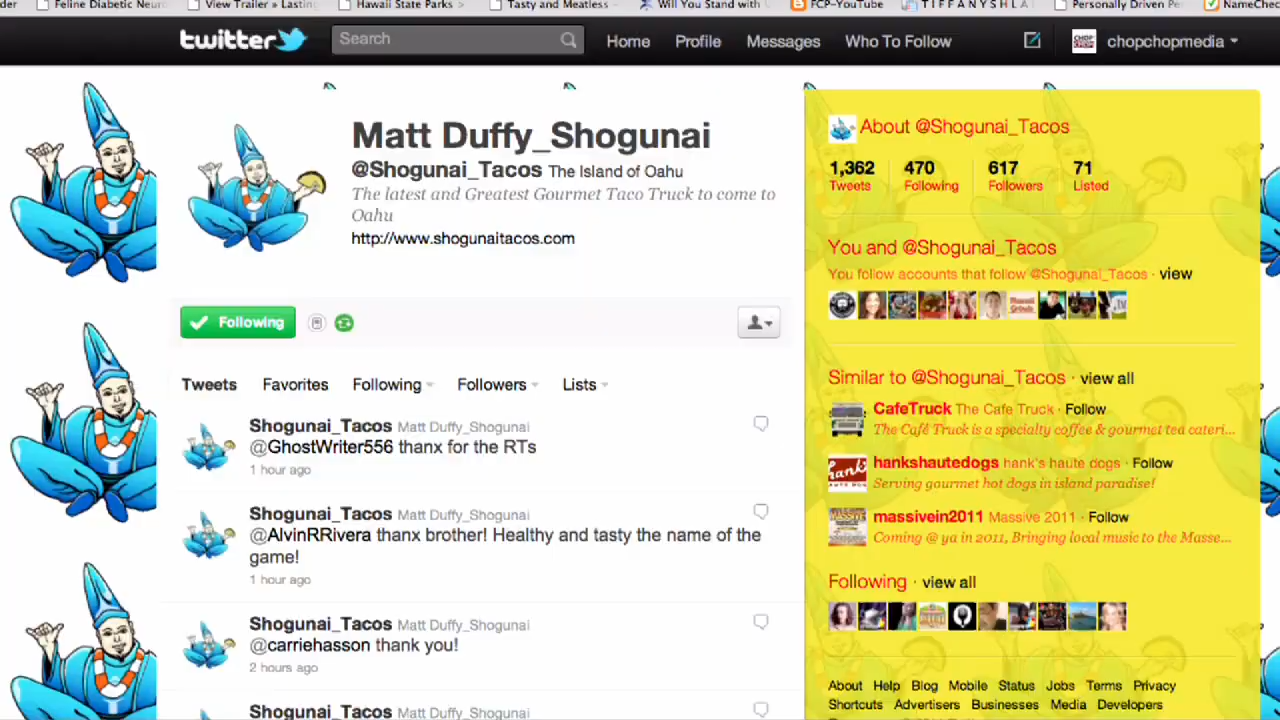 der Feline Diabetic Neuro View Trailer » Lasting Hawaii State Parks > Tasty and Meatless Will You Stand with FCP-YouTube T I F F A N Y S H L A Personally Driven Pe NameChec
twitter Search Home Profile Messages Who To Follow chopchopmedia
Matt Duffy_Shogunai
@Shogunai_Tacos The Island of Oahu
The latest and Greatest Gourmet Taco Truck to come to
Oahu
http://www.shogunaitacos.com
Following
Tweets Favorites Following Followers Lists
Shogunai_Tacos Matt Duffy_Shogunai
@GhostWriter556 thanx for the RTs
1 hour ago
Shogunai_Tacos Matt Duffy_Shogunai
@AlvinRRivera thanx brother! Healthy and tasty the name of the
game!
1 hour ago
Shogunai_Tacos Matt Duffy_Shogunai
@carriehasson thank you!
2 hours ago
Shogunai_Tacos Matt Duffy_Shogunai
About @Shogunai_Tacos
1,362 470 617 71
Tweets Following Followers Listed
You and @Shogunai_Tacos
You follow accounts that follow @Shogunai_Tacos · view
Similar to @Shogunai_Tacos · view all
CafeTruck The Cafe Truck · Follow
The Café Truck is a specialty coffee & gourmet tea cateri...
hankshautedogs hank's haute dogs · Follow
Serving gourmet hot dogs in island paradise!
massivein2011 Massive 2011 · Follow
Coming @ ya in 2011, Bringing local music to the Masse...
Following · view all
About Help Blog Mobile Status Jobs Terms Privacy
Shortcuts Advertisers Businesses Media Developers